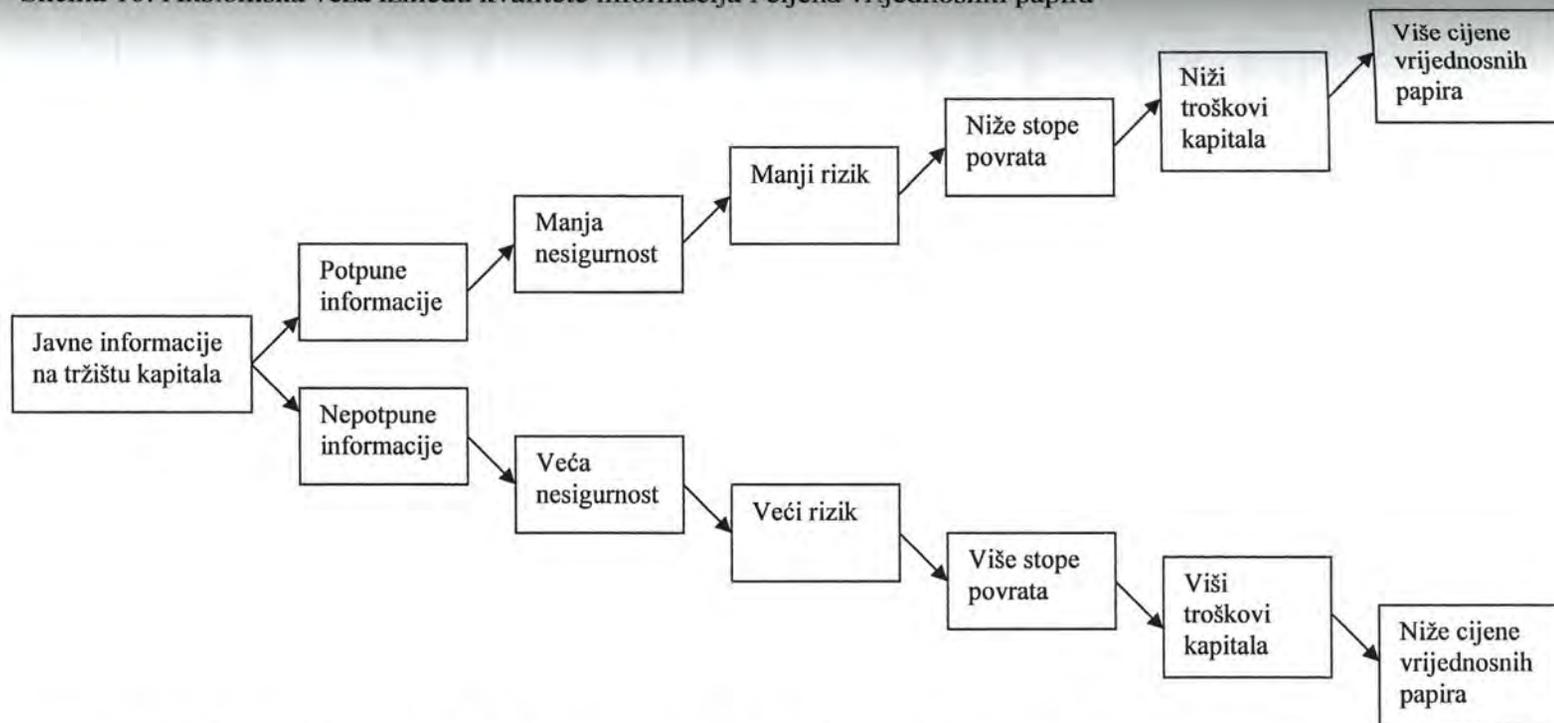 Javne informacije
na tržištu kapitala
Potpune
informacije
Manja
nesigurnost
Manji rizik
Niže stope
povrata
Niži
troškovi
kapitala
Više cijene
vrijednosnih
papira
Nepotpune
informacije
Veća
nesigurnost
Veći rizik
Više stope
povrata
Viši
troškovi
kapitala
Niže cijene
vrijednosnih
papira